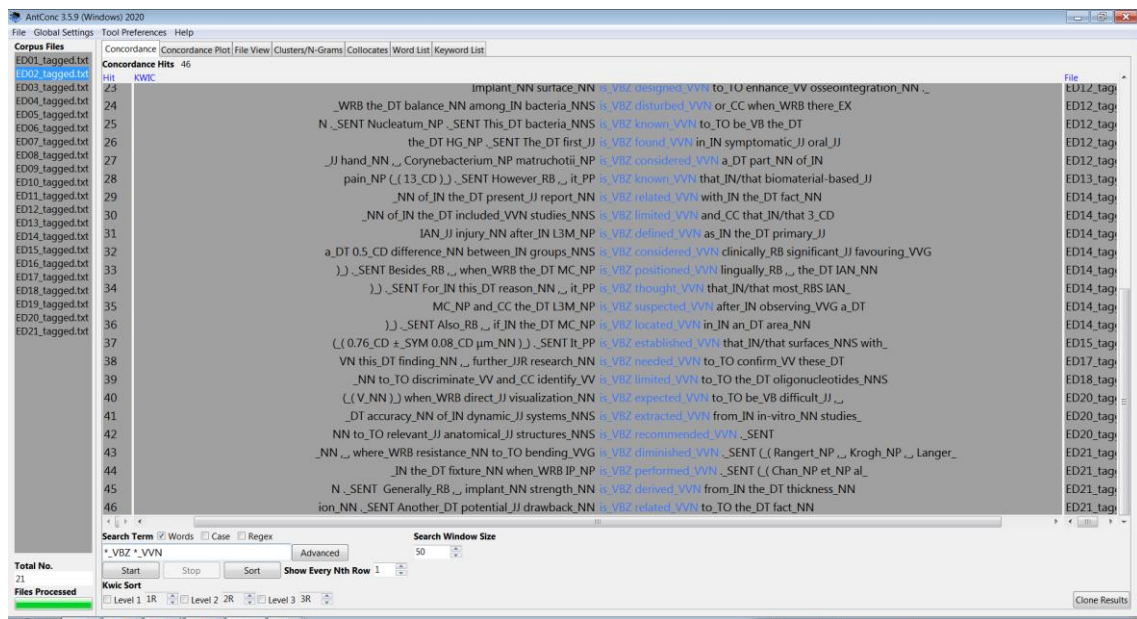 AntConc 3.5.9 (Windows) 2020
File Global Settings Tool Preferences Help
Corpus Files
ED01_tagged.txt
ED02_tagged.txt
ED03_tagged.txt
ED04_tagged.txt
ED05_tagged.txt
ED06_tagged.txt
ED07_tagged.txt
ED08_tagged.txt
ED09_tagged.txt
ED10_tagged.txt
ED11_tagged.txt
ED12_tagged.txt
ED13_tagged.txt
ED14_tagged.txt
ED15_tagged.txt
ED16_tagged.txt
ED17_tagged.txt
ED18_tagged.txt
ED19_tagged.txt
ED20_tagged.txt
ED21_tagged.txt
Total No.
21
Files Processed
Concordance Concordance Plot File View Clusters/N-Grams Collocates Word List Keyword List
Concordance Hits 46
Hit KWIC File
23 Implant_NN surface_NN is_VBZ designed_VVN to_TO enhance_VV osseointegration_NN ._ ED12_tag
24 _WRB the_DT balance_NN among_IN bacteria_NNS is_VBZ disturbed_VVN or_CC when_WRB there_EX ED12_tag
25 N ._SENT Nucleatum_NP ._SENT This_DT bacteria_NNS is_VBZ known_VVN to_TO be_VB the_DT ED12_tag
26 the_DT HG_NP ._SENT The_DT first_JJ is_VBZ found_VVN in_IN symptomatic_JJ oral_JJ ED12_tag
27 _JJ hand_NN ,_, Corynebacterium_NP matruchotii_NP is_VBZ considered_VVN a_DT part_NN of_IN ED12_tag
28 pain_NP (_( 13_CD )_) ._SENT However_RB ,_, it_PP is_VBZ known_VVN that_IN/that biomaterial-based_JJ ED13_tag
29 _NN of_IN the_DT present_JJ report_NN is_VBZ related_VVN with_IN the_DT fact_NN ED14_tag
30 _NN of_IN the_DT included_VVN studies_NNS is_VBZ limited_VVN and_CC that_IN/that 3_CD ED14_tag
31 IAN_JJ injury_NN after_IN L3M_NP is_VBZ defined_VVN as_IN the_DT primary_JJ ED14_tag
32 a_DT 0.5_CD difference_NN between_IN groups_NNS is_VBZ considered_VVN clinically_RB significant_JJ favouring_VVG ED14_tag
33 )_) ._SENT Besides_RB ,_, when_WRB the_DT MC_NP is_VBZ positioned_VVN lingually_RB ,_, the_DT IAN_NN ED14_tag
34 )_) ._SENT For_IN this_DT reason_NN ,_, it_PP is_VBZ thought_VVN that_IN/that most_RBS IAN_ ED14_tag
35 MC_NP and_CC the_DT L3M_NP is_VBZ suspected_VVN after_IN observing_VVG a_DT ED14_tag
36 )_) ._SENT Also_RB ,_, if_IN the_DT MC_NP is_VBZ located_VVN in_IN an_DT area_NN ED14_tag
37 (_( 0.76_CD ±_SYM 0.08_CD μm_NN )_) ._SENT It_PP is_VBZ established_VVN that_IN/that surfaces_NNS with_ ED15_tag
38 VN this_DT finding_NN ,_, further_JJR research_NN is_VBZ needed_VVN to_TO confirm_VV these_DT ED17_tag
39 _NN to_TO discriminate_VV and_CC identify_VV is_VBZ limited_VVN to_TO the_DT oligonucleotides_NNS ED18_tag
40 (_( V_NN )_) when_WRB direct_JJ visualization_NN is_VBZ expected_VVN to_TO be_VB difficult_JJ ,_, ED20_tag
41 _DT accuracy_NN of_IN dynamic_JJ systems_NNS is_VBZ extracted_VVN from_IN in-vitro_NN studies_ ED20_tag
42 NN to_TO relevant_JJ anatomical_JJ structures_NNS is_VBZ recommended_VVN ._SENT ED20_tag
43 _NN ,_, where_WRB resistance_NN to_TO bending_VVG is_VBZ diminished_VVN ._SENT (_( Rangert_NP ,_, Krogh_NP ,_, Langer_ ED21_tag
44 _IN the_DT fixture_NN when_WRB IP_NP is_VBZ performed_VVN ._SENT (_( Chan_NP et_NP al_ ED21_tag
45 N ._SENT Generally_RB ,_, implant_NN strength_NN is_VBZ derived_VVN from_IN the_DT thickness_NN ED21_tag
46 ion_NN ._SENT Another_DT potential_JJ drawback_NN is_VBZ related_VVN to_TO the_DT fact_NN ED21_tag
Search Term Words Case Regex Search Window Size
*_VBZ *_VVN Advanced 50
Start Stop Sort Show Every Nth Row 1
Kwic Sort
Level 1 1R Level 2 2R Level 3 3R Clone Results